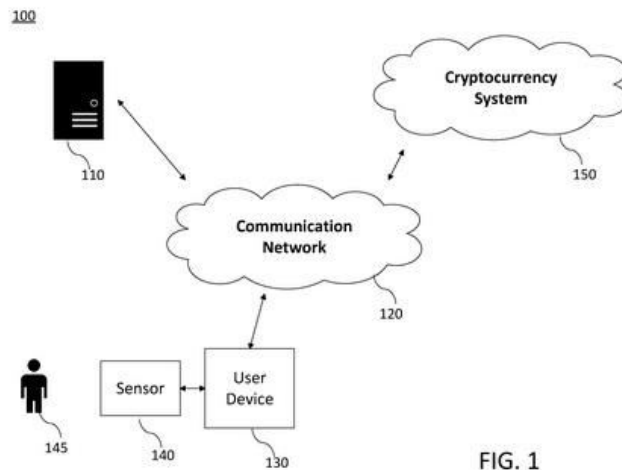 100
Cryptocurrency
System
110
150
Communication
Network
120
Sensor
User
Device
145
140
130
FIG. 1